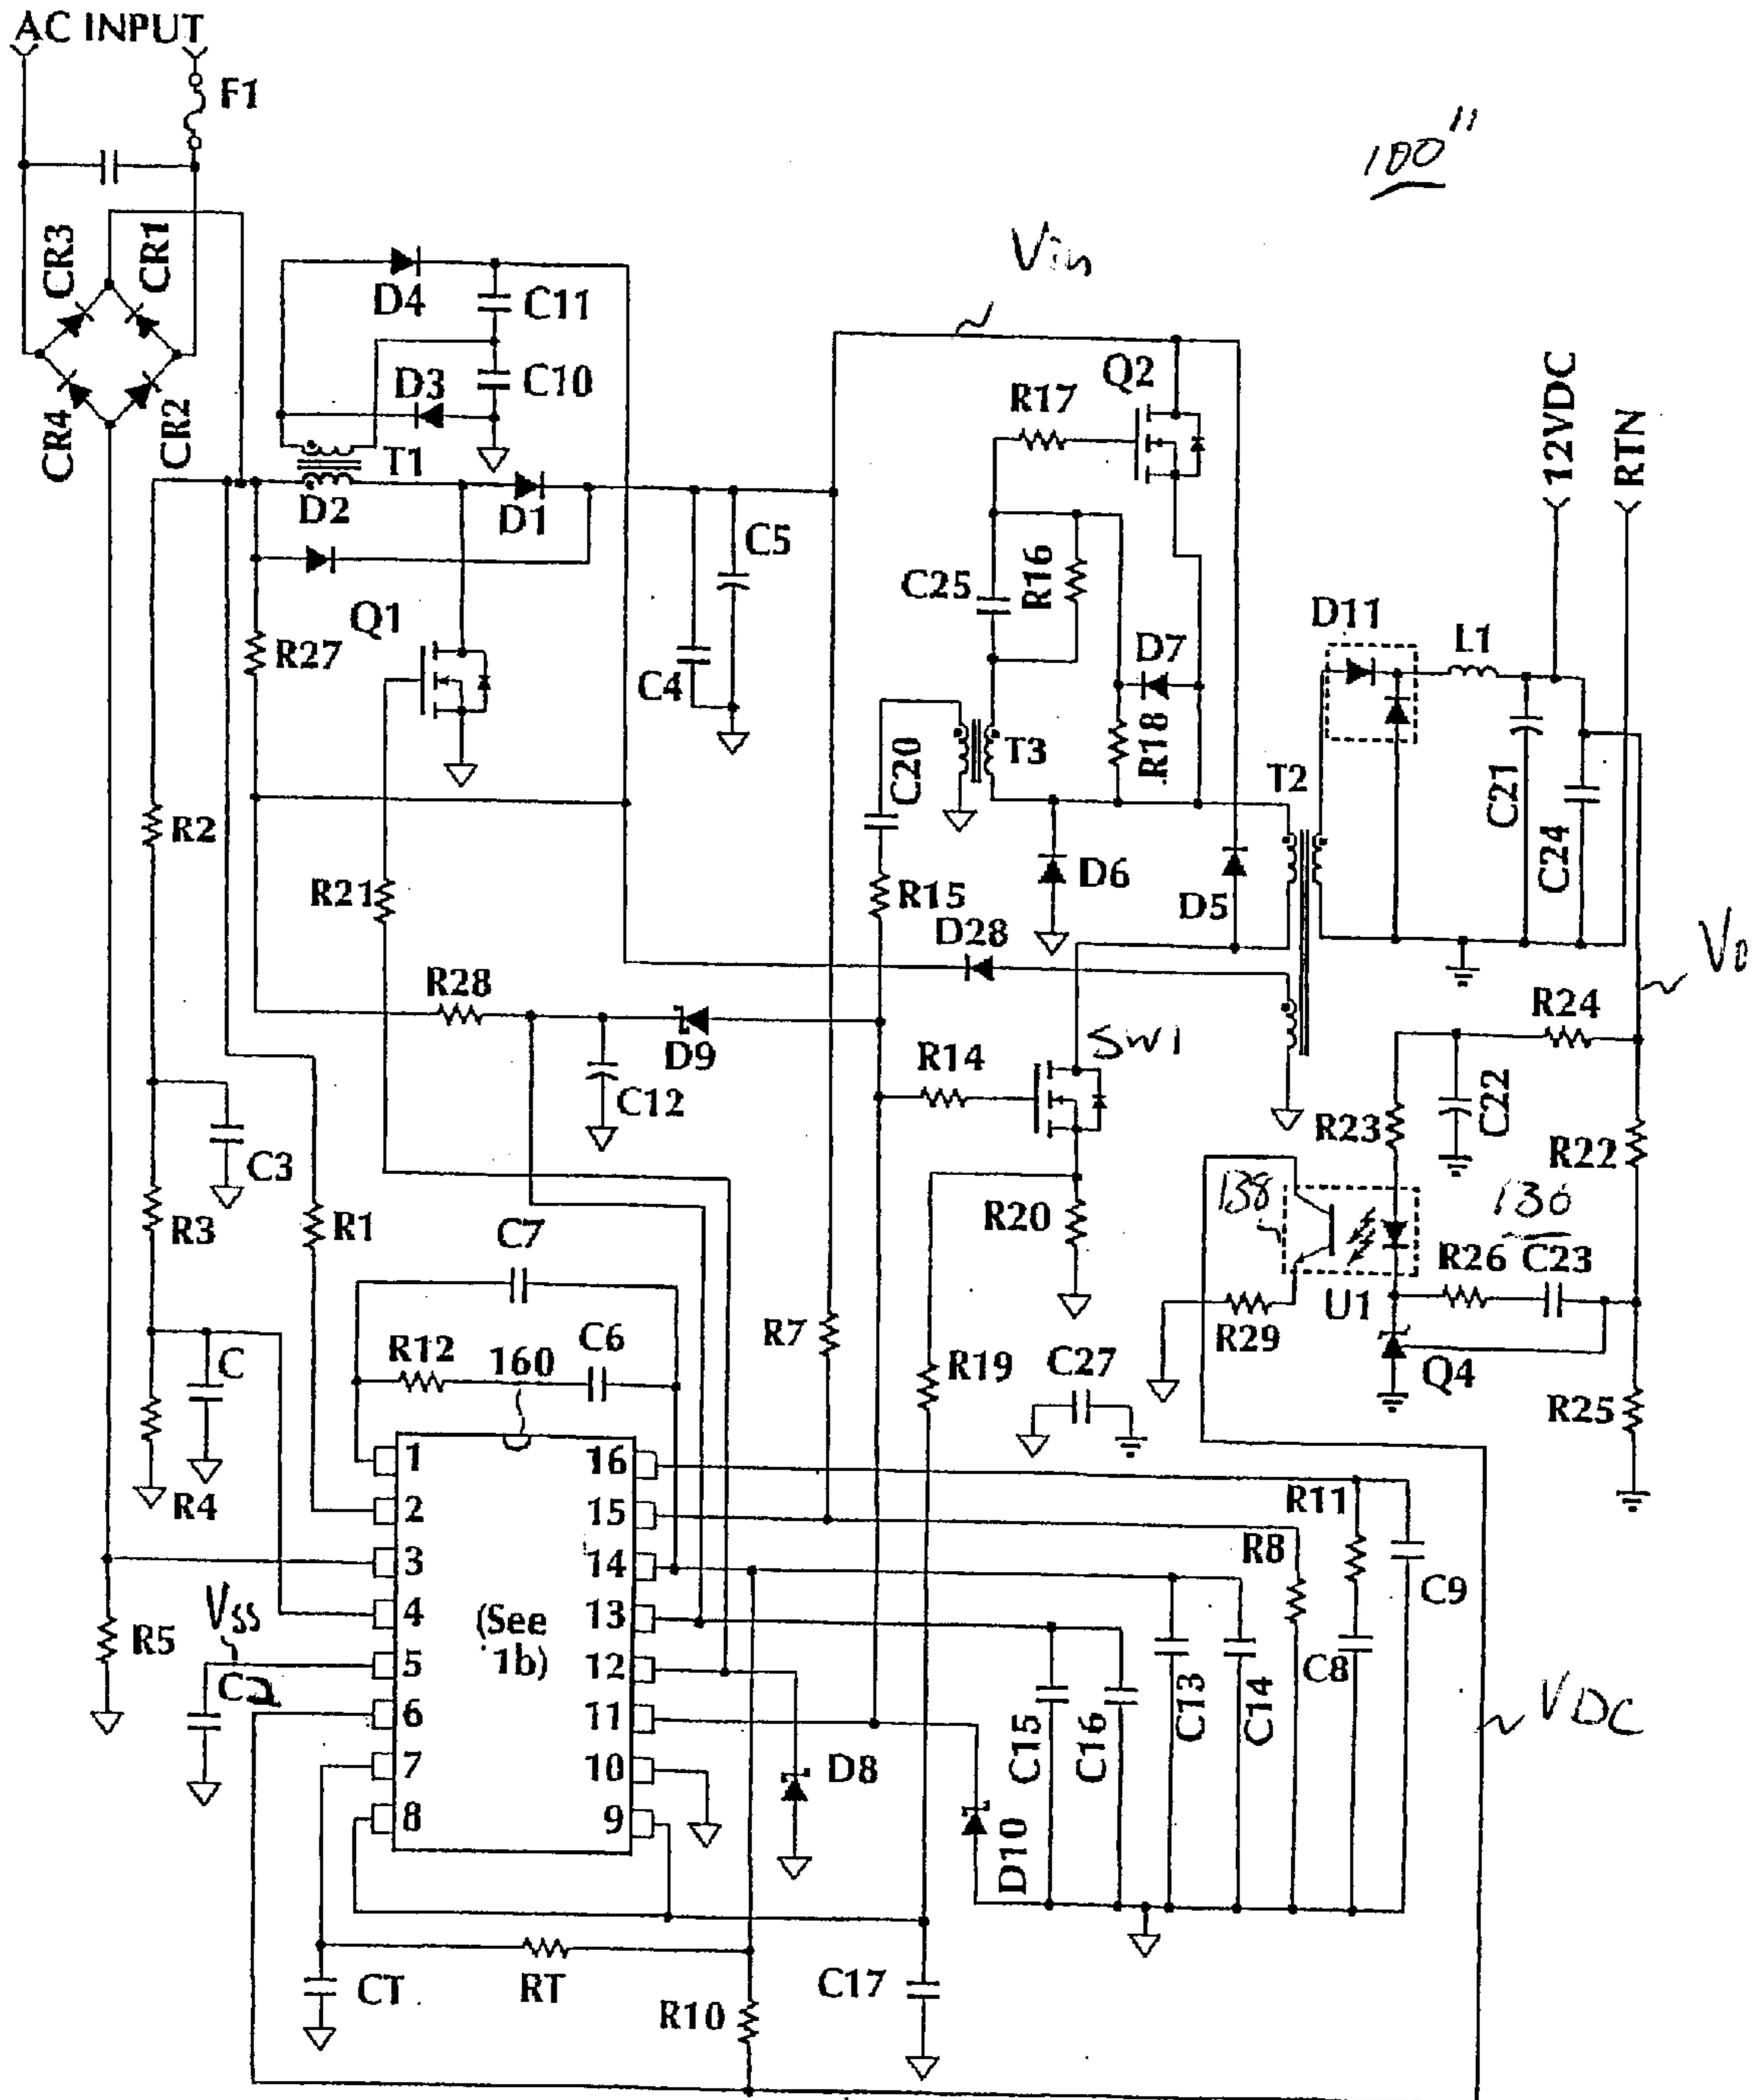 AC INPUT
F1
100"
CR3
CR1
CR4
CR2
D4
C11
D3
C10
T1
D2
D1
Vin
Q2
R17
12VDC
RTN
C5
C25
R16
Q1
R27
C4
D7
R18
D11
L1
T3
C20
T2
C21
C24
R2
R21
R15
D6
D5
D28
R28
D9
C12
R14
SW1
R24
C22
R23
R22
C3
R3
R1
C7
R20
138
130
R26
C23
U1
R29
Q4
R25
R12
160
C6
R7
R19
C27
C
R4
1
2
3
4
5
6
7
8
16
15
14
13
12
11
10
9
(See
1b)
R11
R8
C9
C8
R5
Vss
C2
D8
D10
C15
C16
C13
C14
VDC
CT
RT
R10
C17